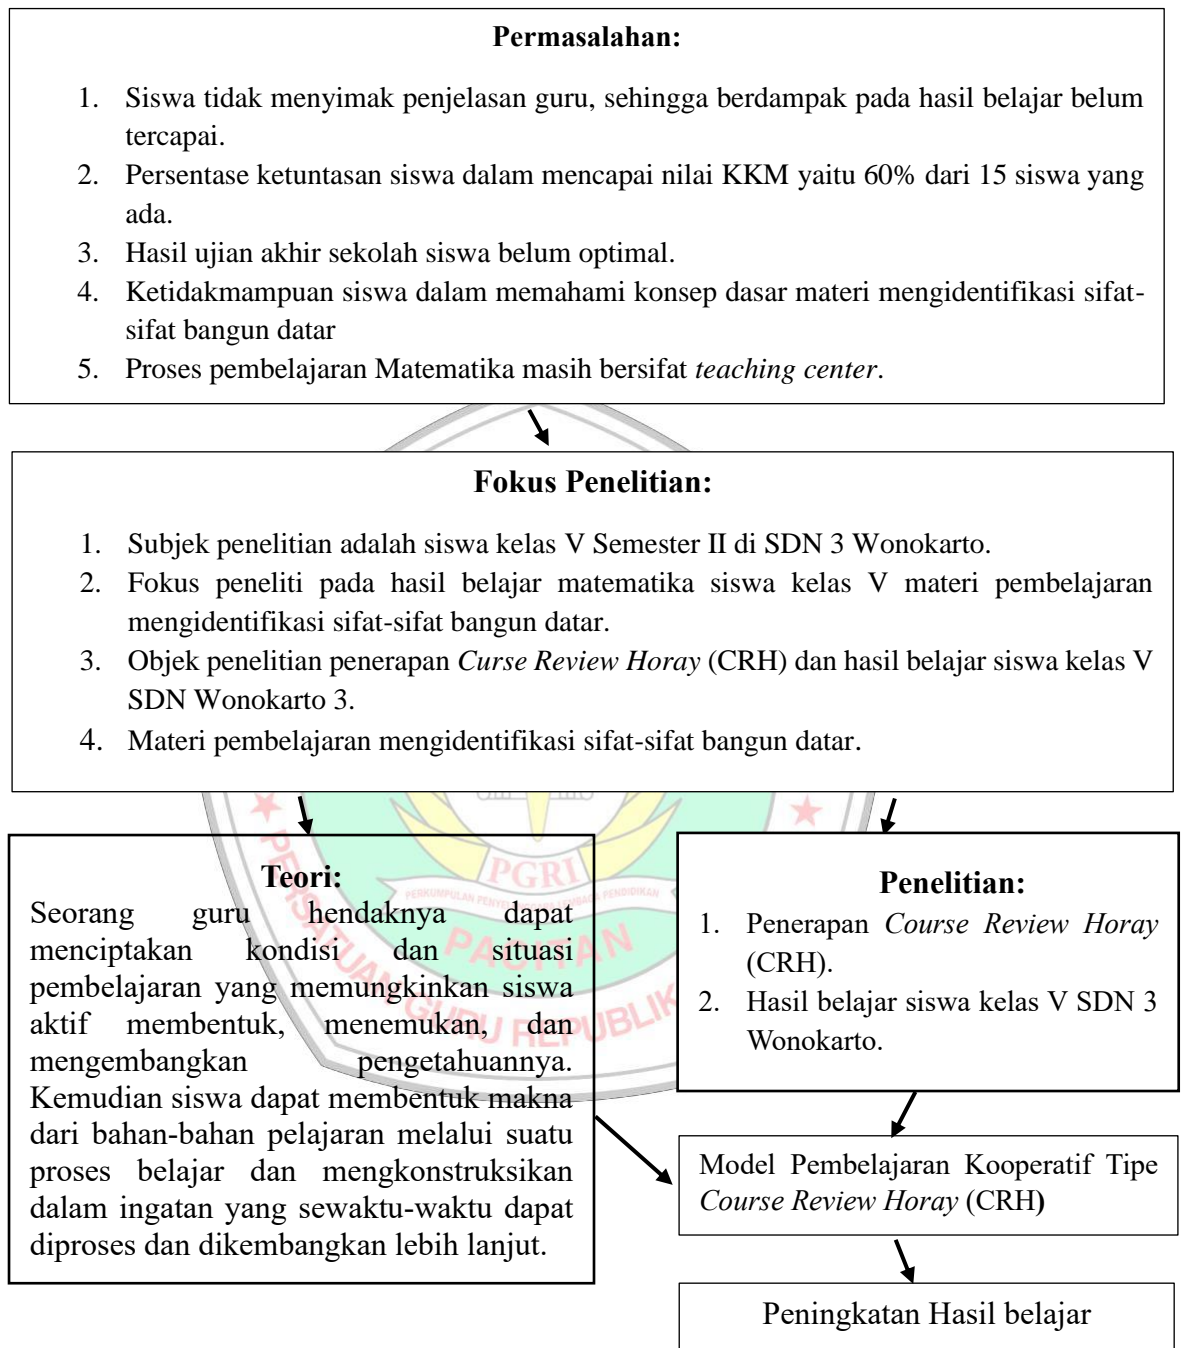 Permasalahan:
1. Siswa tidak menyimak penjelasan guru, sehingga berdampak pada hasil belajar belum
tercapai.
2. Persentase ketuntasan siswa dalam mencapai nilai KKM yaitu 60% dari 15 siswa yang
ada.
3. Hasil ujian akhir sekolah siswa belum optimal.
4. Ketidakmampuan siswa dalam memahami konsep dasar materi mengidentifikasi sifat-
sifat bangun datar
5. Proses pembelajaran Matematika masih bersifat teaching center.
Fokus Penelitian:
1. Subjek penelitian adalah siswa kelas V Semester II di SDN 3 Wonokarto.
2. Fokus peneliti pada hasil belajar matematika siswa kelas V materi pembelajaran
mengidentifikasi sifat-sifat bangun datar.
3. Objek penelitian penerapan Curse Review Horay (CRH) dan hasil belajar siswa kelas V
SDN Wonokarto 3.
4. Materi pembelajaran mengidentifikasi sifat-sifat bangun datar.
Teori:
Seorang guru hendaknya dapat
menciptakan kondisi dan situasi
pembelajaran yang memungkinkan siswa
aktif membentuk, menemukan, dan
mengembangkan pengetahuannya.
Kemudian siswa dapat membentuk makna
dari bahan-bahan pelajaran melalui suatu
proses belajar dan mengkonstruksikan
dalam ingatan yang sewaktu-waktu dapat
diproses dan dikembangkan lebih lanjut.
Penelitian:
1. Penerapan Course Review Horay
(CRH).
2. Hasil belajar siswa kelas V SDN 3
Wonokarto.
Model Pembelajaran Kooperatif Tipe
Course Review Horay (CRH)
Peningkatan Hasil belajar
PGRI
PERKUMPULAN PENYELENGGARA LEMBAGA PENDIDIKAN
PACITAN
PERSATUAN GURU REPUBLIK